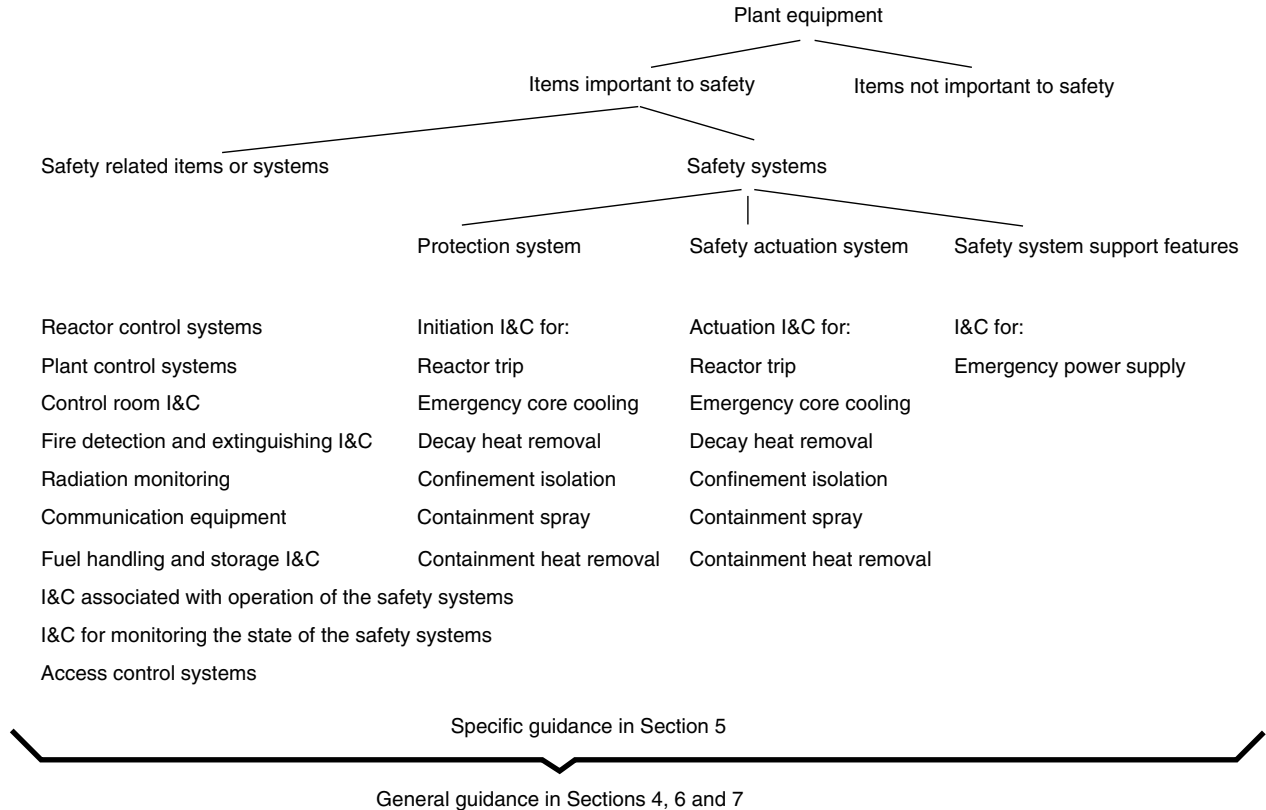 Plant equipment
Items important to safety
Items not important to safety
Safety related items or systems
Safety systems
Protection system
Safety actuation system
Safety system support features
Reactor control systems
Plant control systems
Control room I&C
Fire detection and extinguishing I&C
Radiation monitoring
Communication equipment
Fuel handling and storage I&C
I&C associated with operation of the safety systems
I&C for monitoring the state of the safety systems
Access control systems
Initiation I&C for:
Reactor trip
Emergency core cooling
Decay heat removal
Confinement isolation
Containment spray
Containment heat removal
Actuation I&C for:
Reactor trip
Emergency core cooling
Decay heat removal
Confinement isolation
Containment spray
Containment heat removal
I&C for:
Emergency power supply
Specific guidance in Section 5
General guidance in Sections 4, 6 and 7